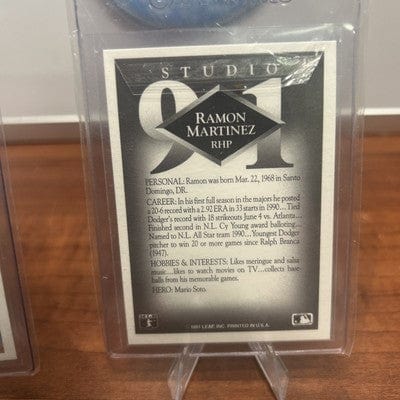 STUDIO
91
RAMON
MARTINEZ
RHP
PERSONAL: Ramon was born Mar. 22, 1968 in Santo
Domingo, DR.
CAREER: In his first full season in the majors he posted
a 20-6 record with a 2.92 ERA in 33 starts in 1990.... Tied
Dodger's record with 18 strikeouts June 4 vs. Atlanta....
Finished second in N.L. Cy Young award balloting....
Named to N.L. All Star team 1990....Youngest Dodger
pitcher to win 20 or more games since Ralph Branca
(1947).
HOBBIES & INTERESTS: Likes meringue and salsa
music....likes to watch movies on TV....collects base-
balls from his memorable games.
HERO: Mario Soto.
©1991 LEAF, INC. PRINTED IN U.S.A.